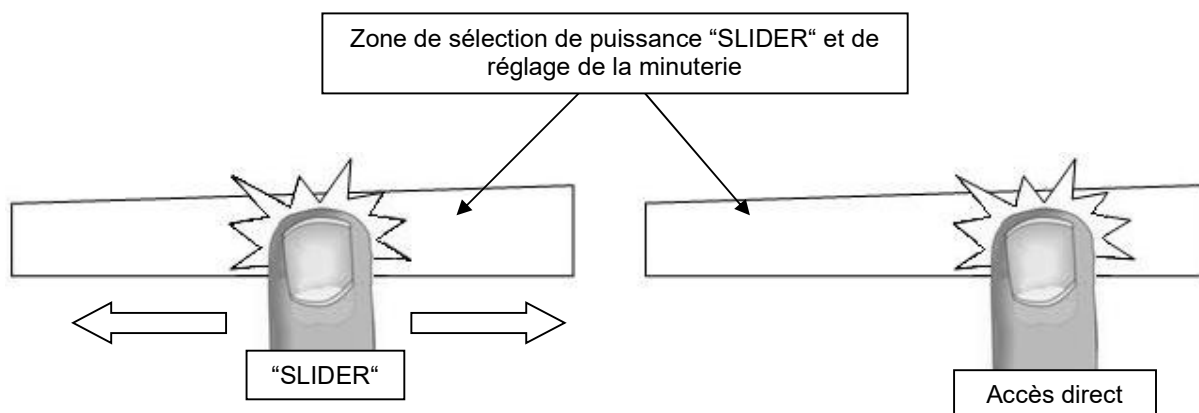 Zone de sélection de puissance “SLIDER“ et de
réglage de la minuterie
“SLIDER“
Accès direct